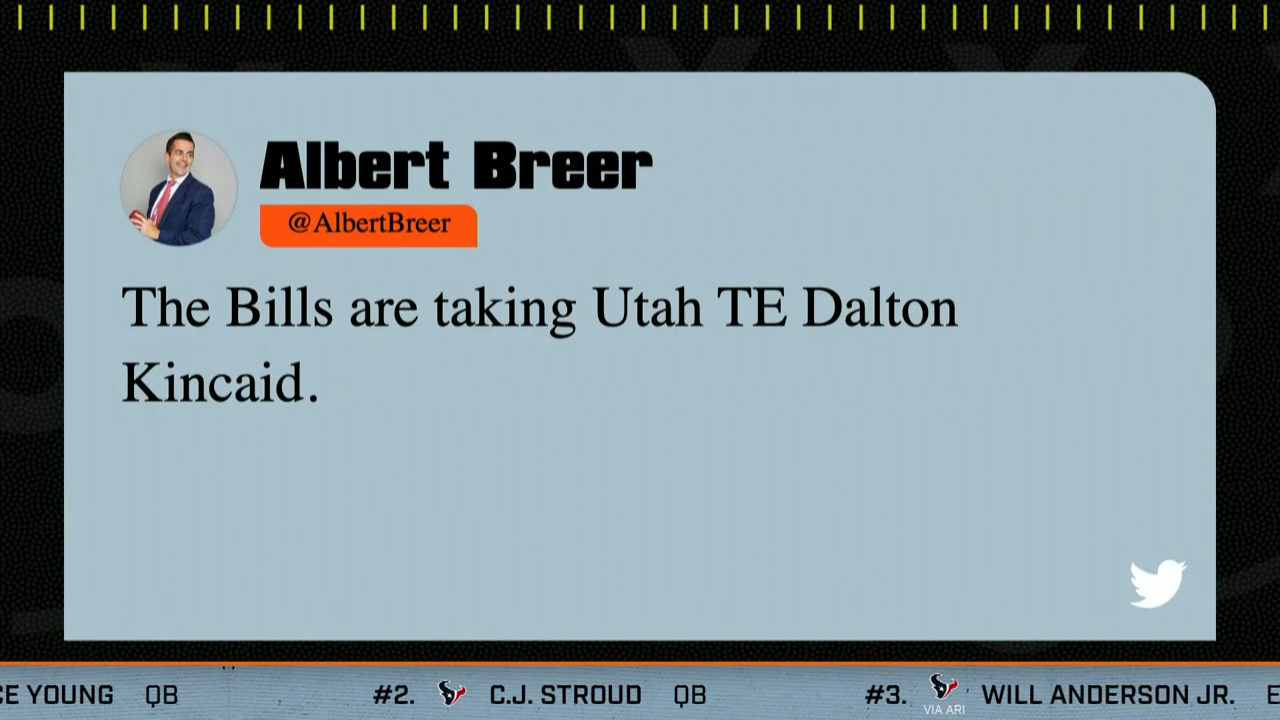 Albert Breer
@AlbertBreer
The Bills are taking Utah TE Dalton
Kincaid.
CE YOUNG QB #2. C.J. STROUD QB #3. VIA ARI WILL ANDERSON JR. E